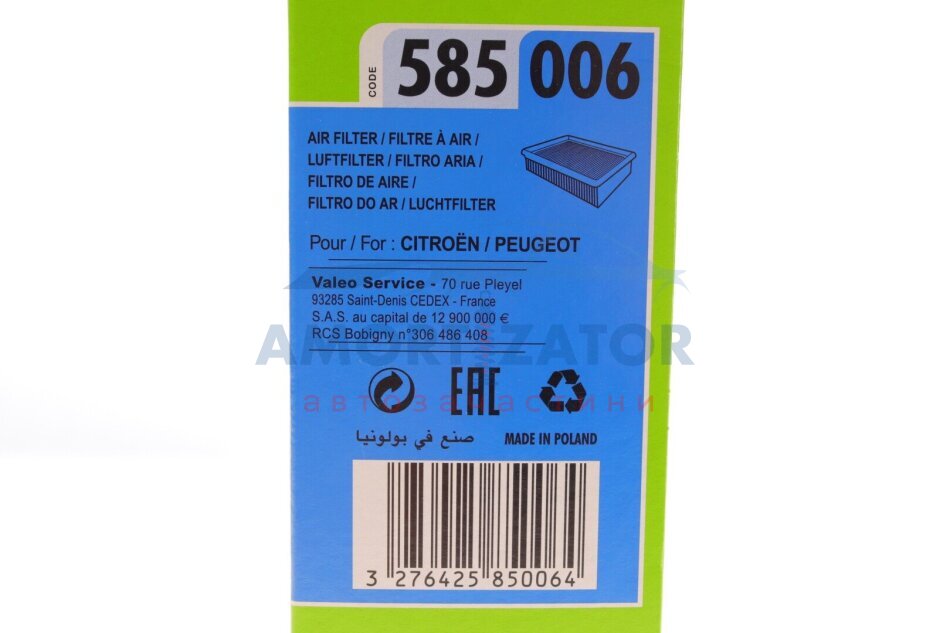 CODE 585 006
AIR FILTER / FILTRE À AIR /
LUFTFILTER / FILTRO ARIA /
FILTRO DE AIRE /
FILTRO DO AR / LUCHTFILTER
Pour / For : CITROËN / PEUGEOT
Valeo Service - 70 rue Pleyel
93285 Saint-Denis CEDEX - France
S.A.S. au capital de 12 900 000 €
RCS Bobigny n°306 486 408
AMORTIZATOR
автозапчастини
EAC
صنع في بولونيا MADE IN POLAND
3 276425 850064